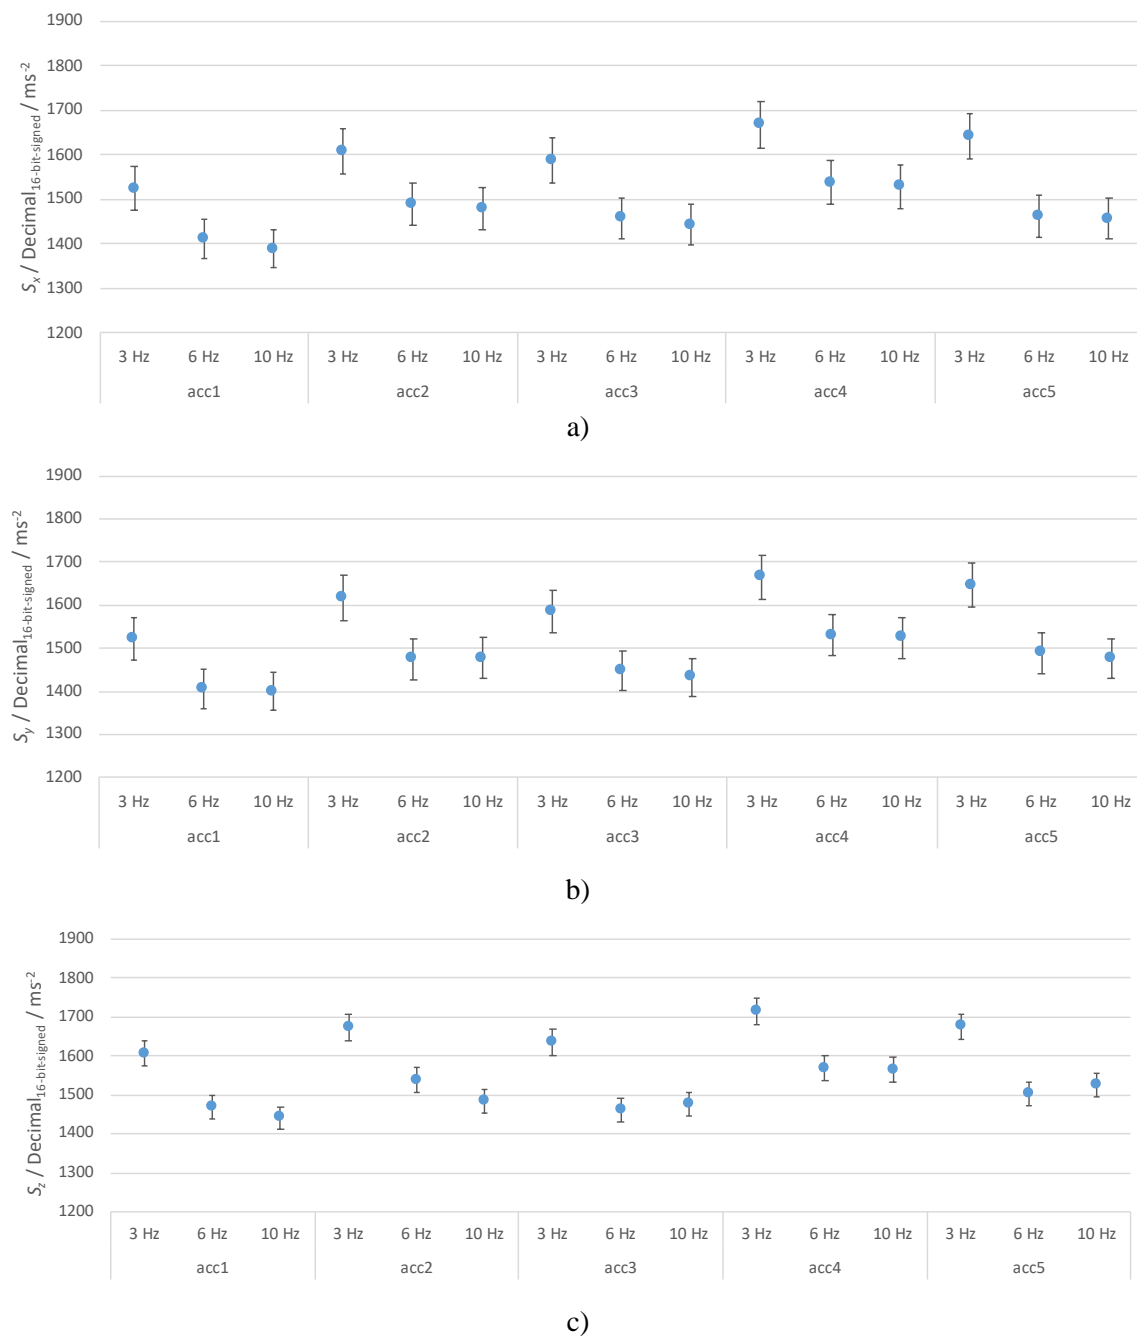 1900
1800
1700
1600
1500
1400
1300
1200
Sx / Decimal16-bit-signed / ms-2
3 Hz 6 Hz 10 Hz 3 Hz 6 Hz 10 Hz 3 Hz 6 Hz 10 Hz 3 Hz 6 Hz 10 Hz 3 Hz 6 Hz 10 Hz
acc1 acc2 acc3 acc4 acc5
a)
1900
1800
1700
1600
1500
1400
1300
1200
Sy / Decimal16-bit-signed / ms-2
3 Hz 6 Hz 10 Hz 3 Hz 6 Hz 10 Hz 3 Hz 6 Hz 10 Hz 3 Hz 6 Hz 10 Hz 3 Hz 6 Hz 10 Hz
acc1 acc2 acc3 acc4 acc5
b)
1900
1800
1700
1600
1500
1400
1300
1200
Sz / Decimal16-bit-signed / ms-2
3 Hz 6 Hz 10 Hz 3 Hz 6 Hz 10 Hz 3 Hz 6 Hz 10 Hz 3 Hz 6 Hz 10 Hz 3 Hz 6 Hz 10 Hz
acc1 acc2 acc3 acc4 acc5
c)